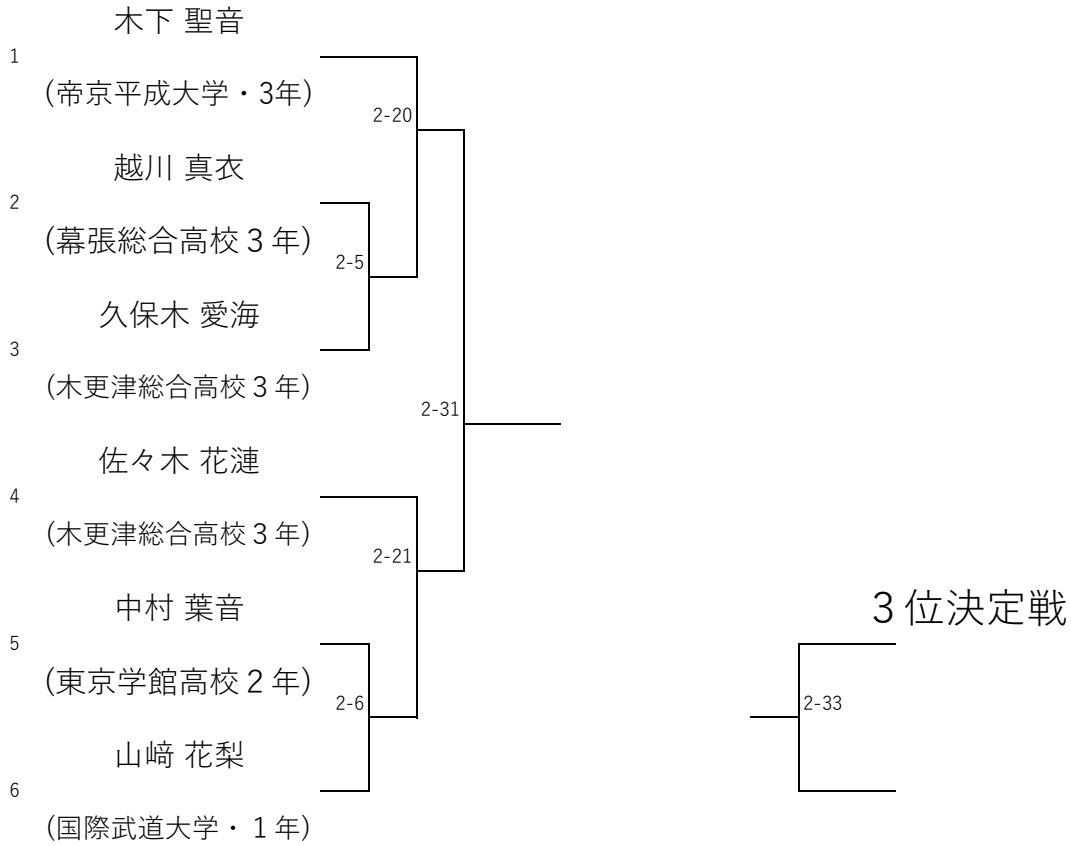 木下 聖音
1
(帝京平成大学・3年)
2-20
越川 真衣
2
(幕張総合高校３年)
2-5
久保木 愛海
3
(木更津総合高校３年)
2-31
佐々木 花漣
4
(木更津総合高校３年)
2-21
中村 葉音
３位決定戦
5
(東京学館高校２年)
2-6
2-33
山﨑 花梨
6
(国際武道大学・１年)